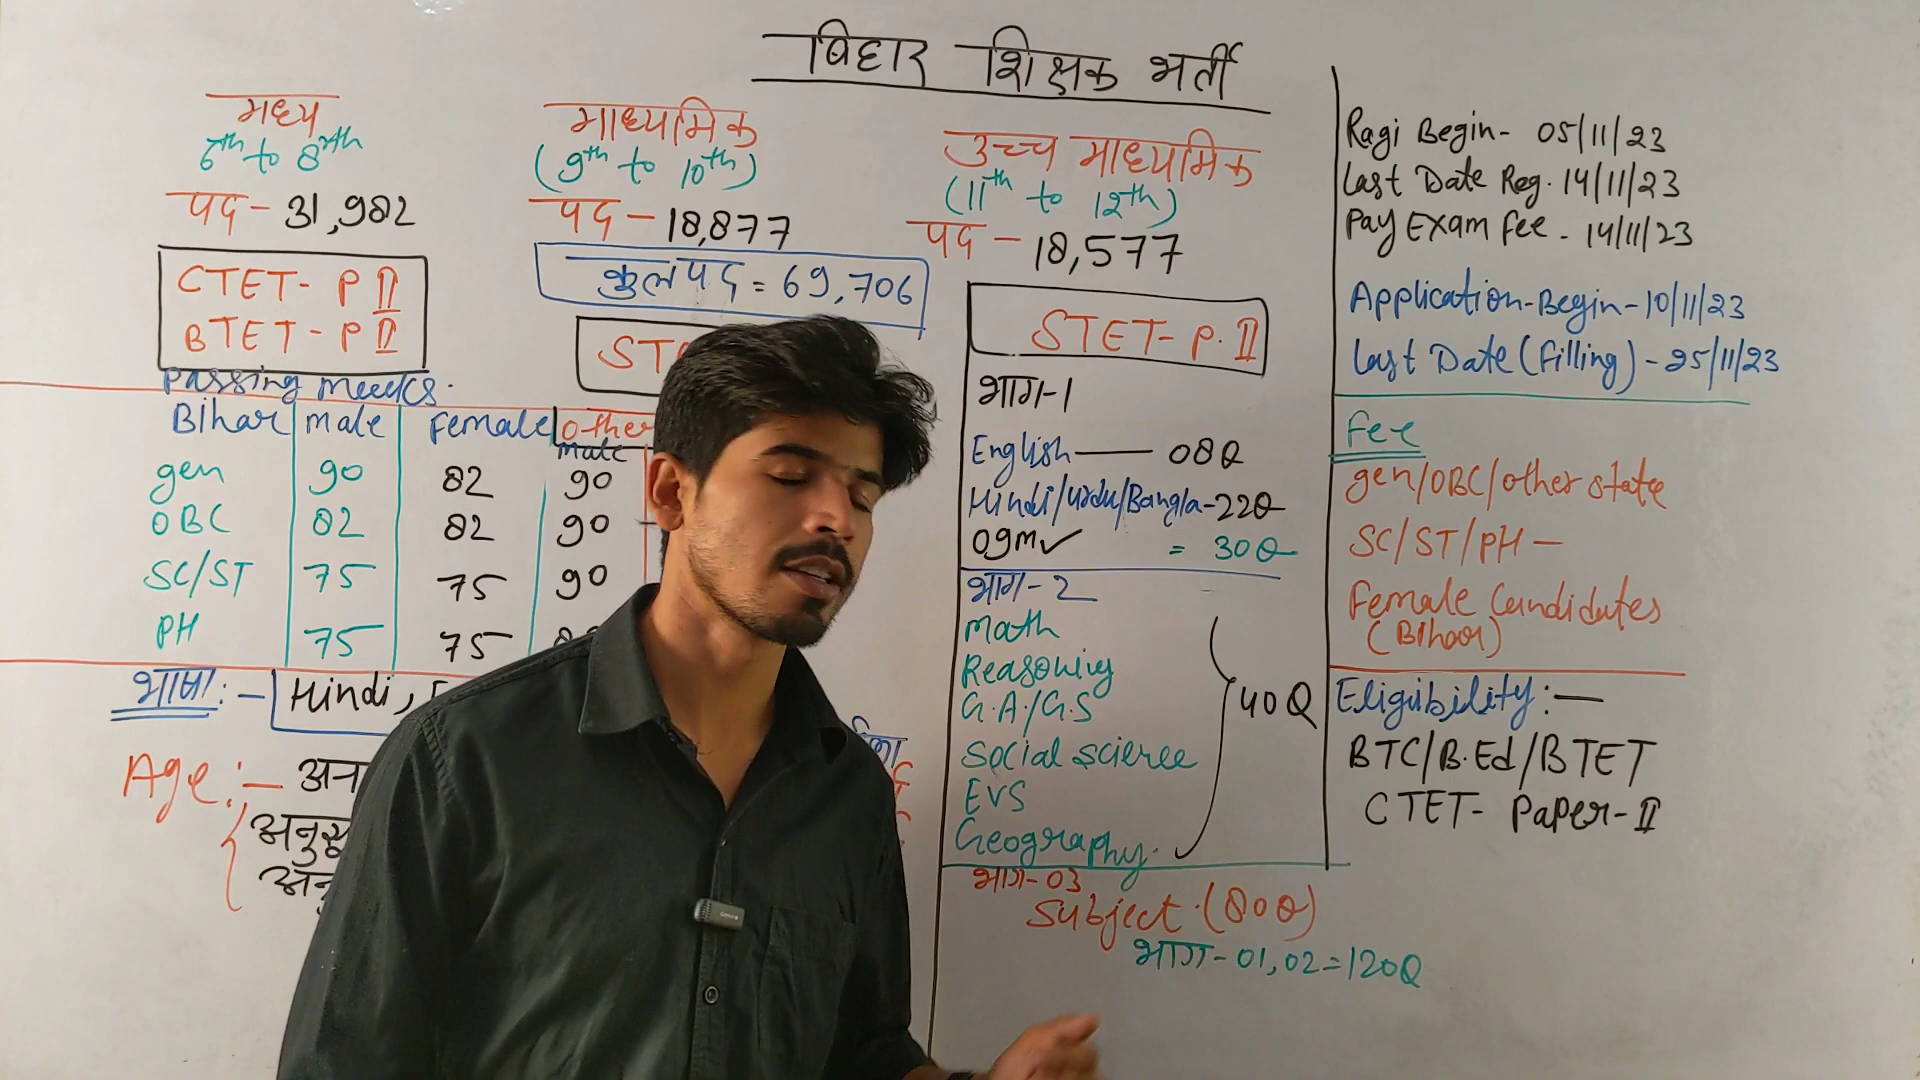 बिहार शिक्षक भर्ती
मध्य
6th to 8th
पद - 31,982
CTET- P II
BTET - P II
माध्यमिक
(9th to 10th)
पद - 18,877
कुल पद = 69,706
उच्च माध्यमिक
(11th to 12th)
पद - 18,577
STET- P. II
Passing
Bihar male Female other
male
gen 90 82 90
OBC 82 82 90
SC/ST 75 75 90
PH 75 75
भाषा :- Hindi,
Age :-
भाग-1
English —— 08Q
Hindi/Urdu/Bangla-22Q
09m✓ = 30Q
भाग-2
Math
Reasoning
G.A./G.S
Social science
EVS
Geography.
40Q
भाग-03
Subject.(80Q)
भाग-01,02=120Q
Ragi Begin- 05/11/23
Last Date Reg. 14/11/23
Pay Exam Fee - 14/11/23
Application-Begin-10/11/23
Last Date (Filling) - 25/11/23
Fee
gen/OBC/other state
SC/ST/PH —
Female Candidates
(Bihar)
Eligibility :—
BTC/B.Ed/BTET
CTET- Paper-II